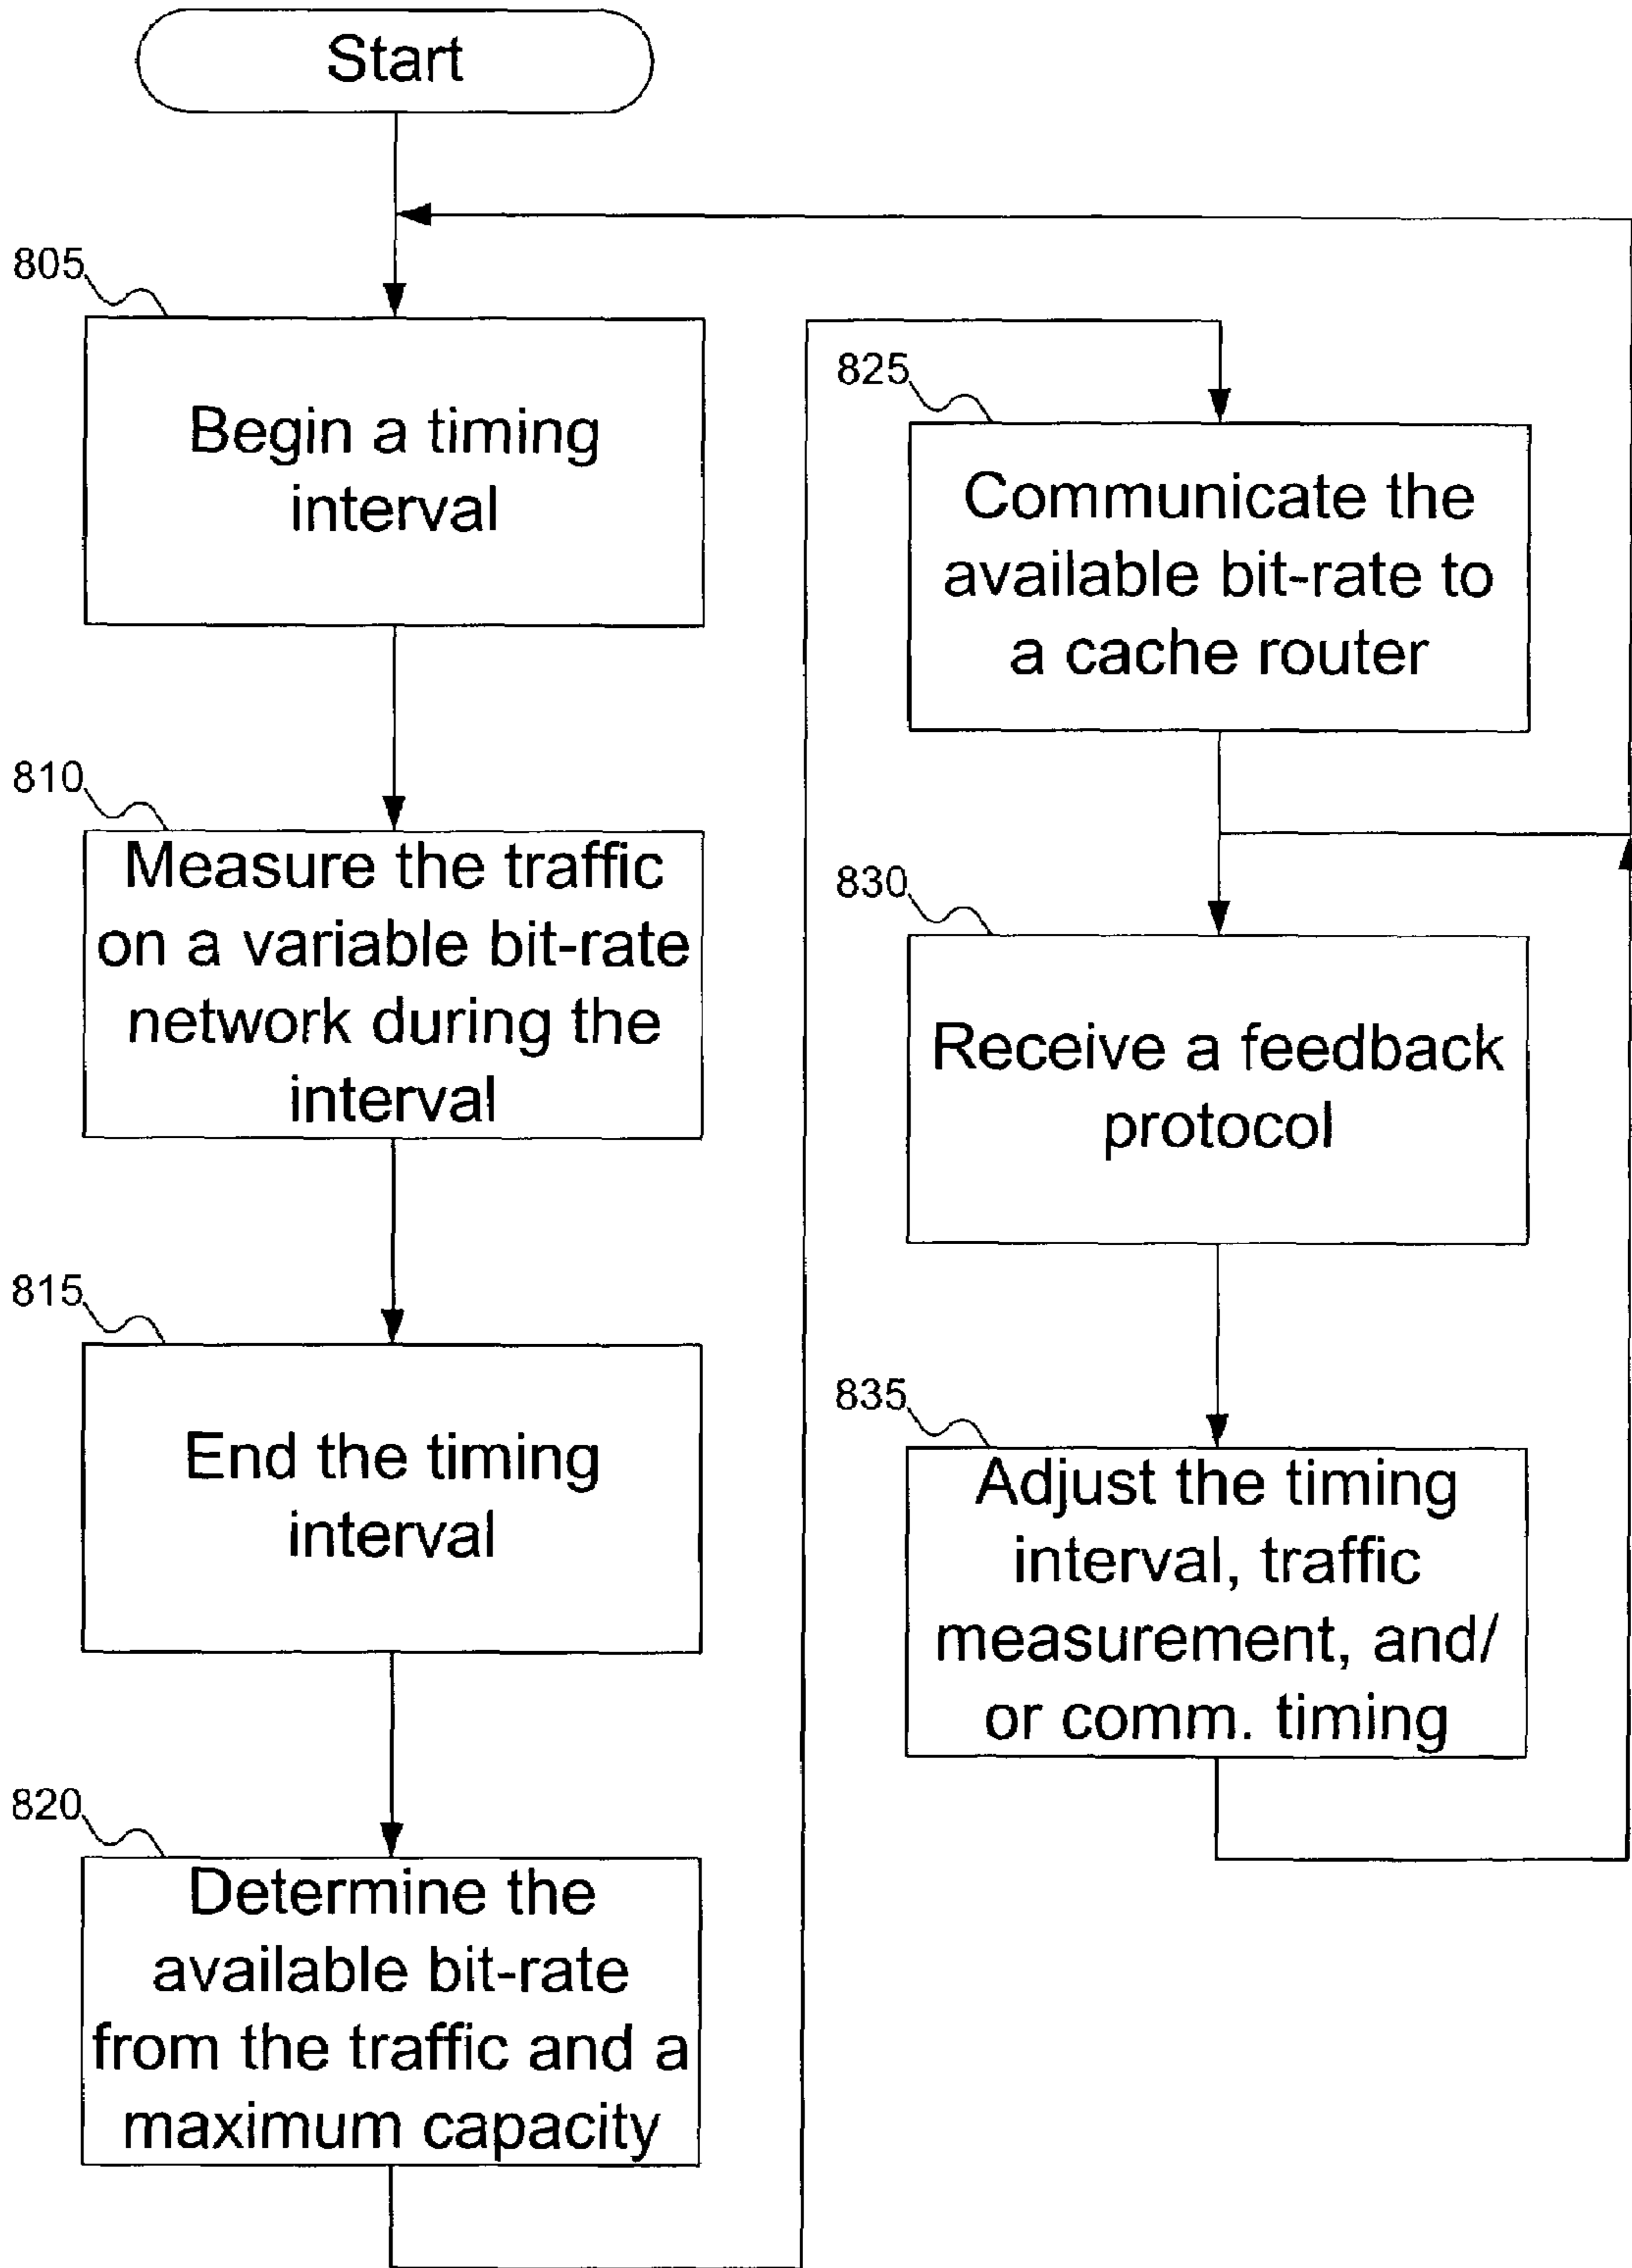 Start
805
Begin a timing
interval
810
Measure the traffic
on a variable bit-rate
network during the
interval
815
End the timing
interval
820
Determine the
available bit-rate
from the traffic and a
maximum capacity
825
Communicate the
available bit-rate to
a cache router
830
Receive a feedback
protocol
835
Adjust the timing
interval, traffic
measurement, and/
or comm. timing